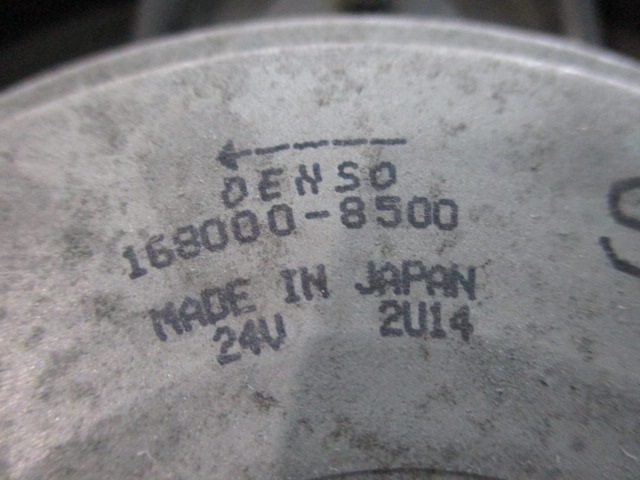 DENSO
168000-8500
MADE IN JAPAN
24V 2U14